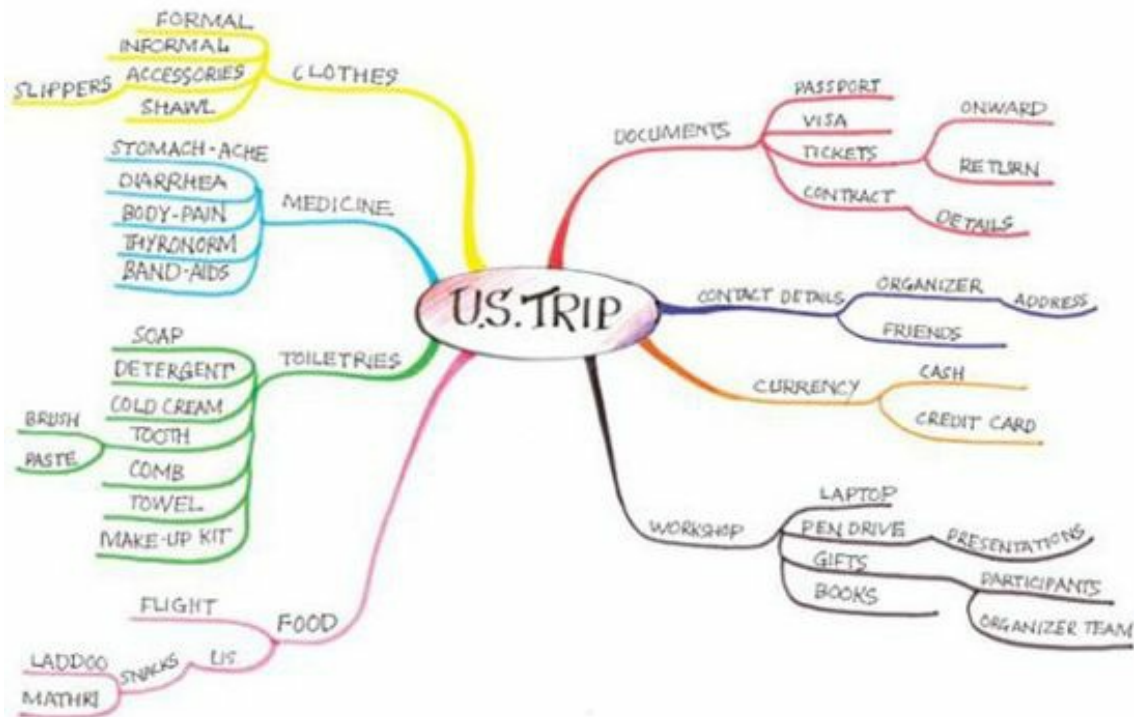 U.S. TRIP
CLOTHES
FORMAL
INFORMAL
ACCESSORIES
SLIPPERS
SHAWL
MEDICINE
STOMACH-ACHE
DIARRHEA
BODY-PAIN
THYRONORM
BAND-AIDS
TOILETRIES
SOAP
DETERGENT
COLD CREAM
TOOTH
BRUSH
PASTE
COMB
TOWEL
MAKE-UP KIT
FOOD
FLIGHT
US
SNACKS
LADDOO
MATHRI
DOCUMENTS
PASSPORT
VISA
TICKETS
ONWARD
RETURN
CONTRACT
DETAILS
CONTACT DETAILS
ORGANIZER
ADDRESS
FRIENDS
CURRENCY
CASH
CREDIT CARD
WORKSHOP
LAPTOP
PEN DRIVE
PRESENTATIONS
GIFTS
PARTICIPANTS
ORGANIZER TEAM
BOOKS